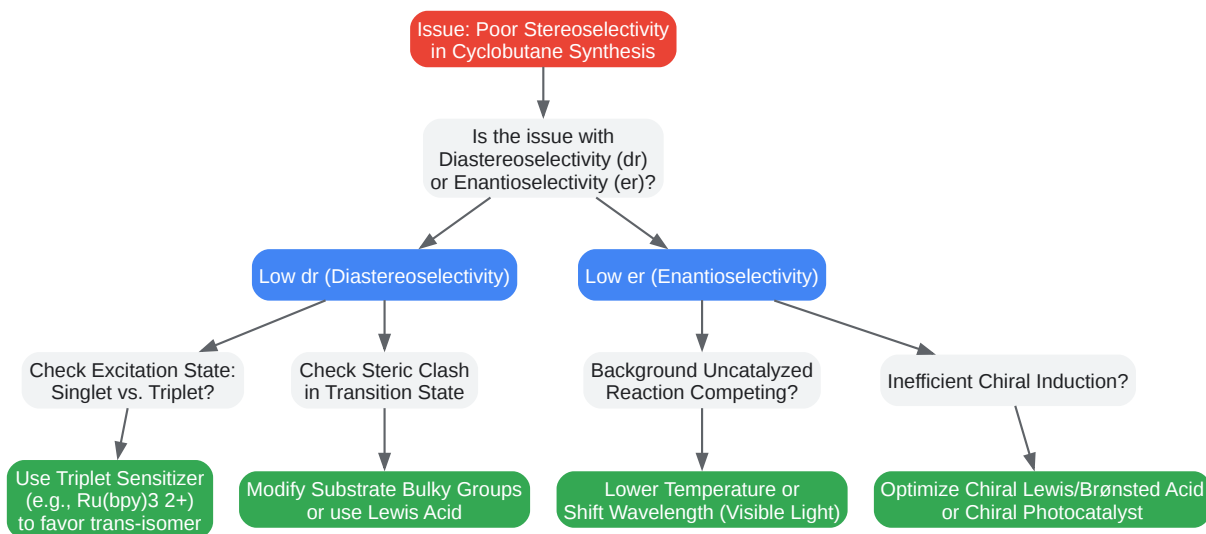 Issue: Poor Stereoselectivity
in Cyclobutane Synthesis
Is the issue with
Diastereoselectivity (dr)
or Enantioselectivity (er)?
Low dr (Diastereoselectivity)
Low er (Enantioselectivity)
Check Excitation State:
Singlet vs. Triplet?
Check Steric Clash
in Transition State
Background Uncatalyzed
Reaction Competing?
Inefficient Chiral Induction?
Use Triplet Sensitizer
(e.g., Ru(bpy)3 2+)
to favor trans-isomer
Modify Substrate Bulky Groups
or use Lewis Acid
Lower Temperature or
Shift Wavelength (Visible Light)
Optimize Chiral Lewis/Brønsted Acid
or Chiral Photocatalyst